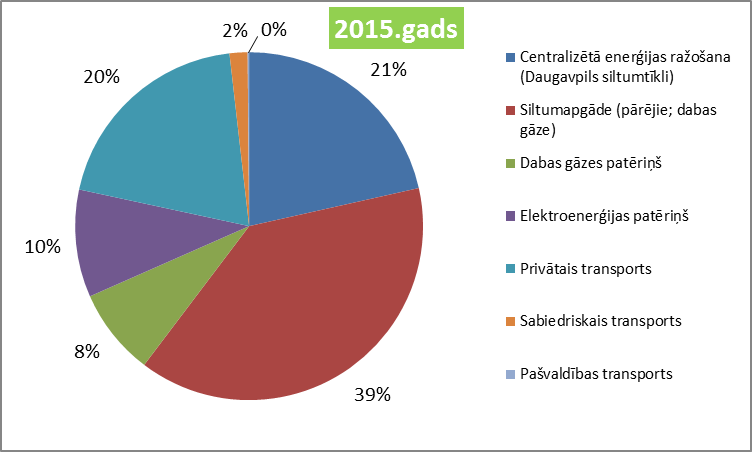 2015.gads
2%
0%
21%
20%
10%
8%
39%
Centralizētā enerģijas ražošana
(Daugavpils siltumtīkli)
Siltumapgāde (pārējie; dabas
gāze)
Dabas gāzes patēriņš
Elektroenerģijas patēriņš
Privātais transports
Sabiedriskais transports
Pašvaldības transports